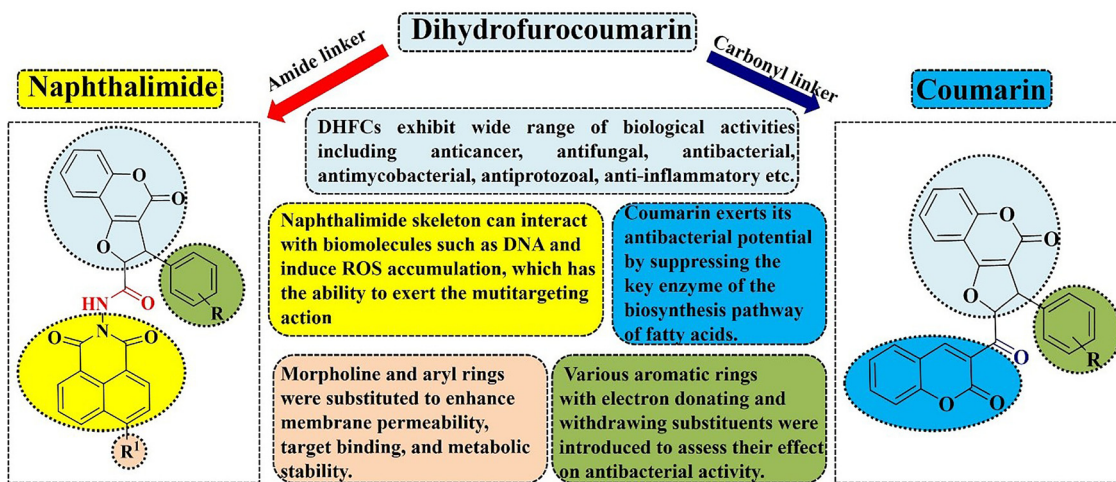 Dihydrofurocoumarin
Amide linker
Carbonyl linker
Naphthalimide
Coumarin
DHFCs exhibit wide range of biological activities
including anticancer, antifungal, antibacterial,
antimycobacterial, antiprotozoal, anti-inflammatory etc.
Naphthalimide skeleton can interact
with biomolecules such as DNA and
induce ROS accumulation, which has
the ability to exert the mutitargeting
action
Coumarin exerts its
antibacterial potential
by suppressing the
key enzyme of the
biosynthesis pathway
of fatty acids.
Morpholine and aryl rings
were substituted to enhance
membrane permeability,
target binding, and metabolic
stability.
Various aromatic rings
with electron donating and
withdrawing substituents were
introduced to assess their effect
on antibacterial activity.
O
O
O
HN
O
R
N
O
O
R¹
O
O
O
R
O
O
O